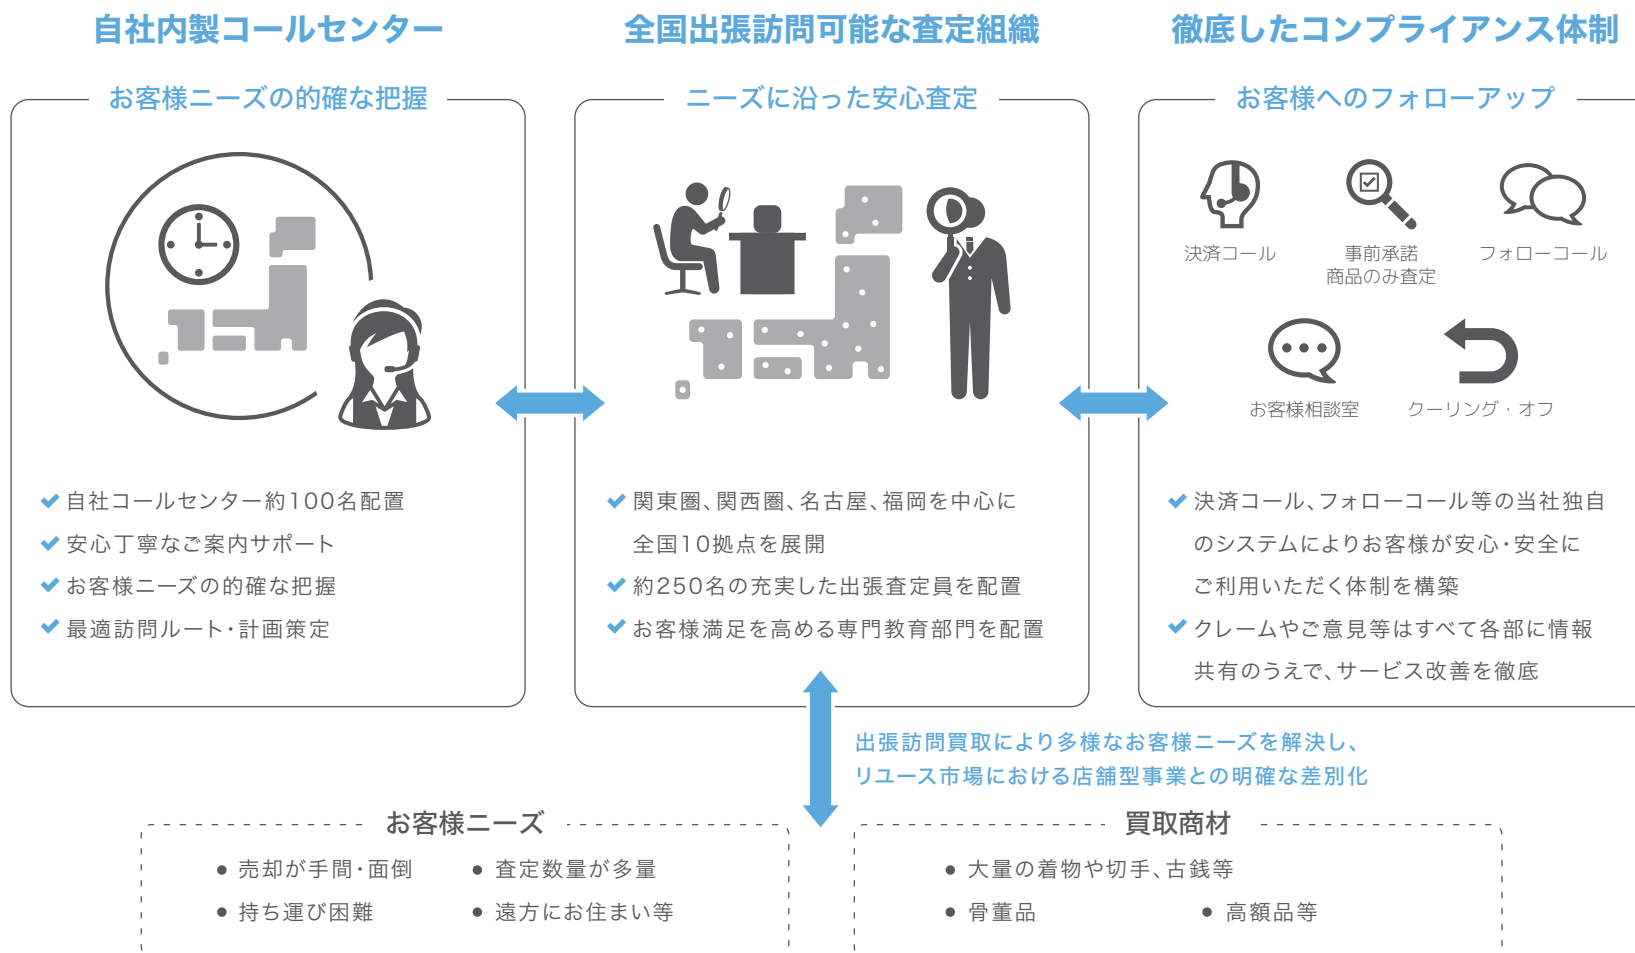 自社内製コールセンター
お客様ニーズの的確な把握
自社コールセンター約100名配置
安心丁寧なご案内サポート
お客様ニーズの的確な把握
最適訪問ルート・計画策定
全国出張訪問可能な査定組織
ニーズに沿った安心査定
関東圏、関西圏、名古屋、福岡を中心に
全国10拠点を展開
約250名の充実した出張査定員を配置
お客様満足を高める専門教育部門を配置
徹底したコンプライアンス体制
お客様へのフォローアップ
決済コール
事前承諾
商品のみ査定
フォローコール
お客様相談室
クーリング・オフ
決済コール、フォローコール等の当社独自
のシステムによりお客様が安心・安全に
ご利用いただく体制を構築
クレームやご意見等はすべて各部に情報
共有のうえで、サービス改善を徹底
出張訪問買取により多様なお客様ニーズを解決し、
リユース市場における店舗型事業との明確な差別化
お客様ニーズ
売却が手間・面倒
査定数量が多量
持ち運び困難
遠方にお住まい等
買取商材
大量の着物や切手、古銭等
骨董品
高額品等